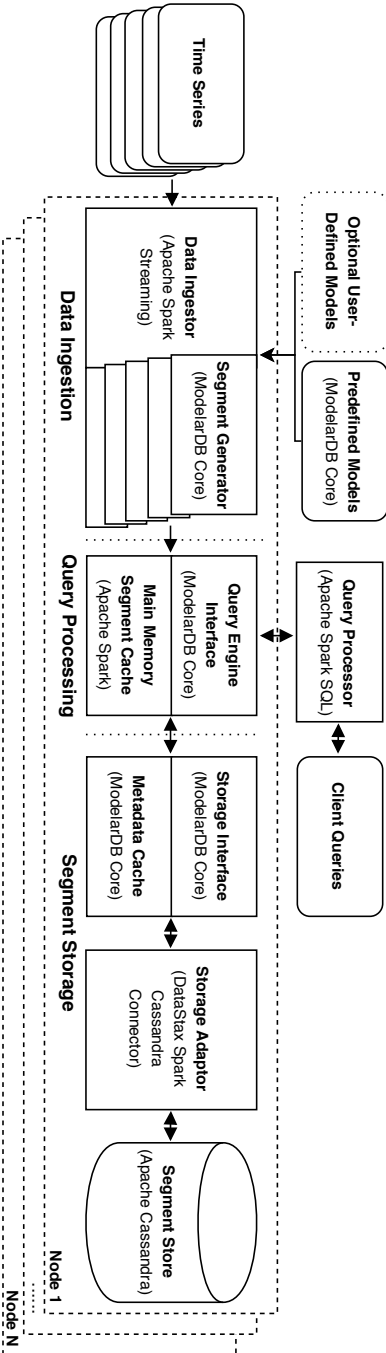 Time Series
Optional User-
Defined Models
Predefined Models
(ModelarDB Core)
Query Processor
(Apache Spark SQL)
Client Queries
Data Ingestor
(Apache Spark
Streaming)
Segment Generator
(ModelarDB Core)
Data Ingestion
Query Engine
Interface
(ModelarDB Core)
Main Memory
Segment Cache
(Apache Spark)
Query Processing
Storage Interface
(ModelarDB Core)
Metadata Cache
(ModelarDB Core)
Storage Adaptor
(DataStax Spark
Cassandra
Connector)
Segment Store
(Apache Cassandra)
Segment Storage
Node 1
......
Node N